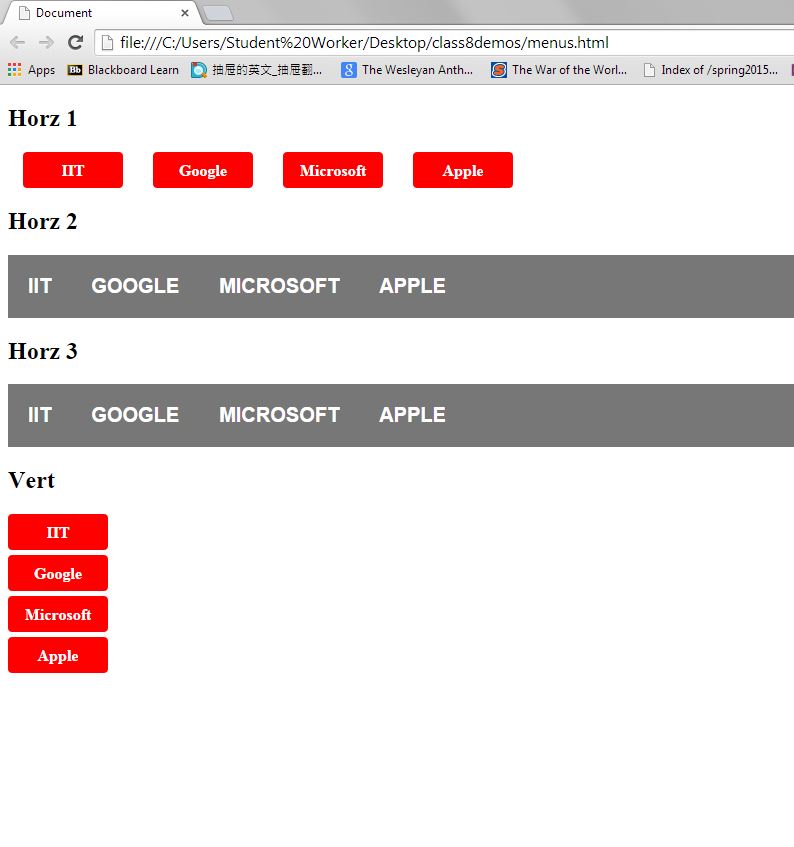 Document
file:///C:/Users/Student%20Worker/Desktop/class8demos/menus.html
Apps Bb Blackboard Learn 抽屉的英文_抽屉翻... 8 The Wesleyan Anth... S The War of the Worl... Index of /spring2015...
Horz 1
IIT Google Microsoft Apple
Horz 2
IIT GOOGLE MICROSOFT APPLE
Horz 3
IIT GOOGLE MICROSOFT APPLE
Vert
IIT
Google
Microsoft
Apple